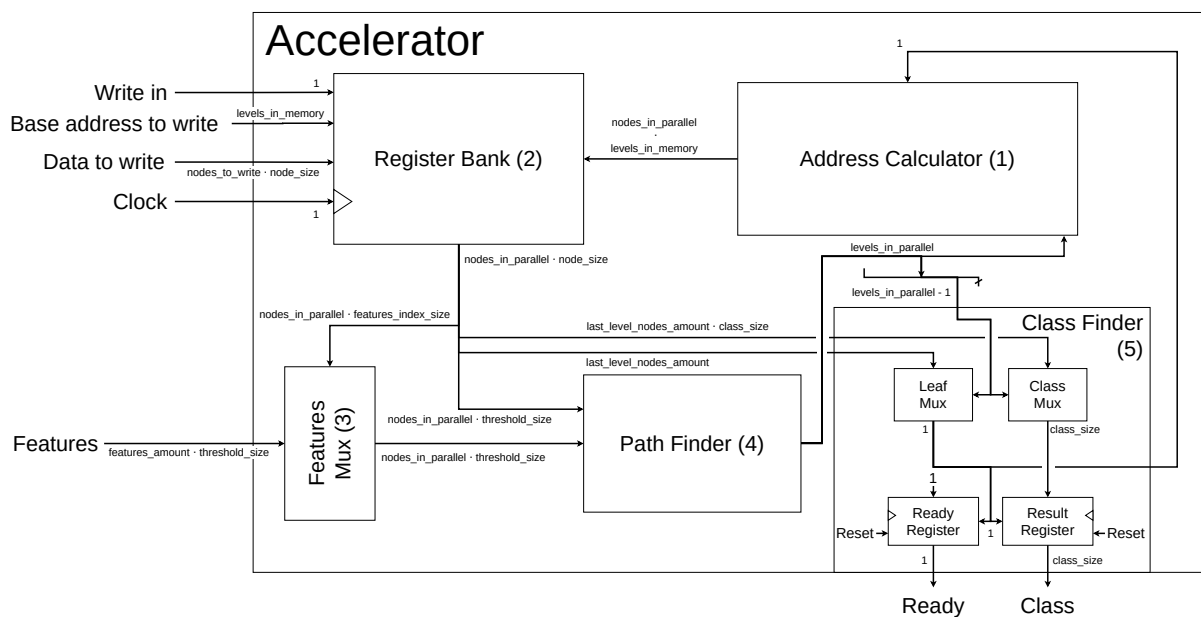 Accelerator
Write in
1
Base address to write
levels_in_memory
Data to write
nodes_to_write · node_size
Clock
1
Register Bank (2)
nodes_in_parallel
·
levels_in_memory
Address Calculator (1)
1
nodes_in_parallel · node_size
levels_in_parallel
levels_in_parallel - 1
nodes_in_parallel · features_index_size
last_level_nodes_amount · class_size
last_level_nodes_amount
Class Finder
(5)
Leaf
Mux
Class
Mux
Features
features_amount · threshold_size
Features
Mux (3)
nodes_in_parallel · threshold_size
nodes_in_parallel · threshold_size
Path Finder (4)
1
class_size
1
Ready
Register
Result
Register
Reset
1
Reset
1
class_size
Ready
Class